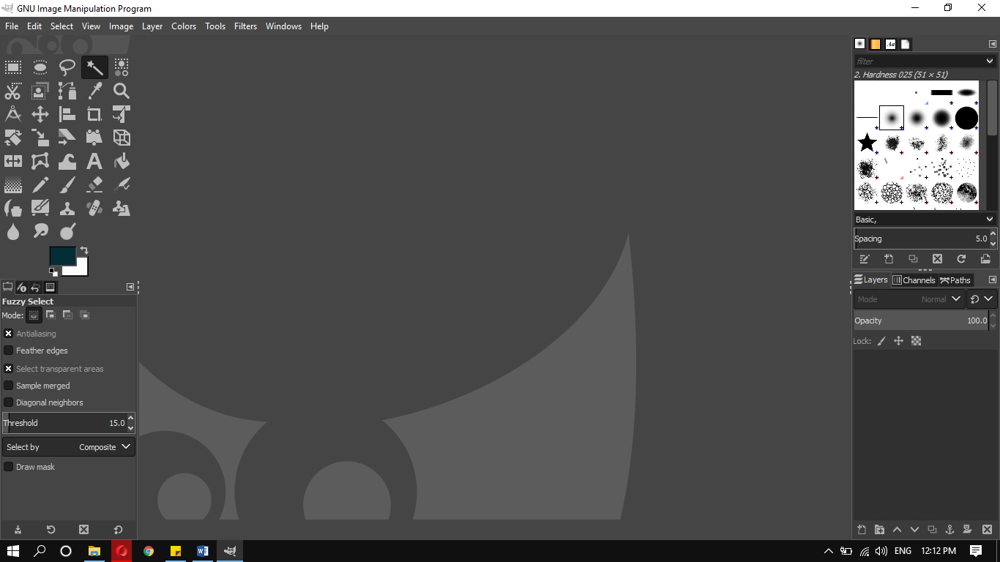 GNU Image Manipulation Program
File Edit Select View Image Layer Colors Tools Filters Windows Help
Aa
filter
2. Hardness 025 (51 × 51)
Basic,
Spacing 5.0
Layers Channels Paths
Mode Normal
Opacity 100.0
Lock:
Fuzzy Select
Mode:
Antialiasing
Feather edges
Select transparent areas
Sample merged
Diagonal neighbors
Threshold 15.0
Select by Composite
Draw mask
A
ENG 12:12 PM